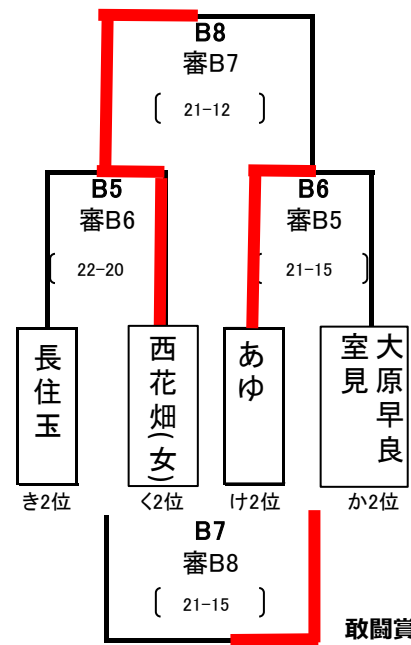 B8
審B7
21-12
B5
審B6
22-20
B6
審B5
21-15
長住玉
西花畑(女)
あゆ
大原早良
室見
き2位
く2位
け2位
か2位
B7
審B8
21-15
敢闘賞